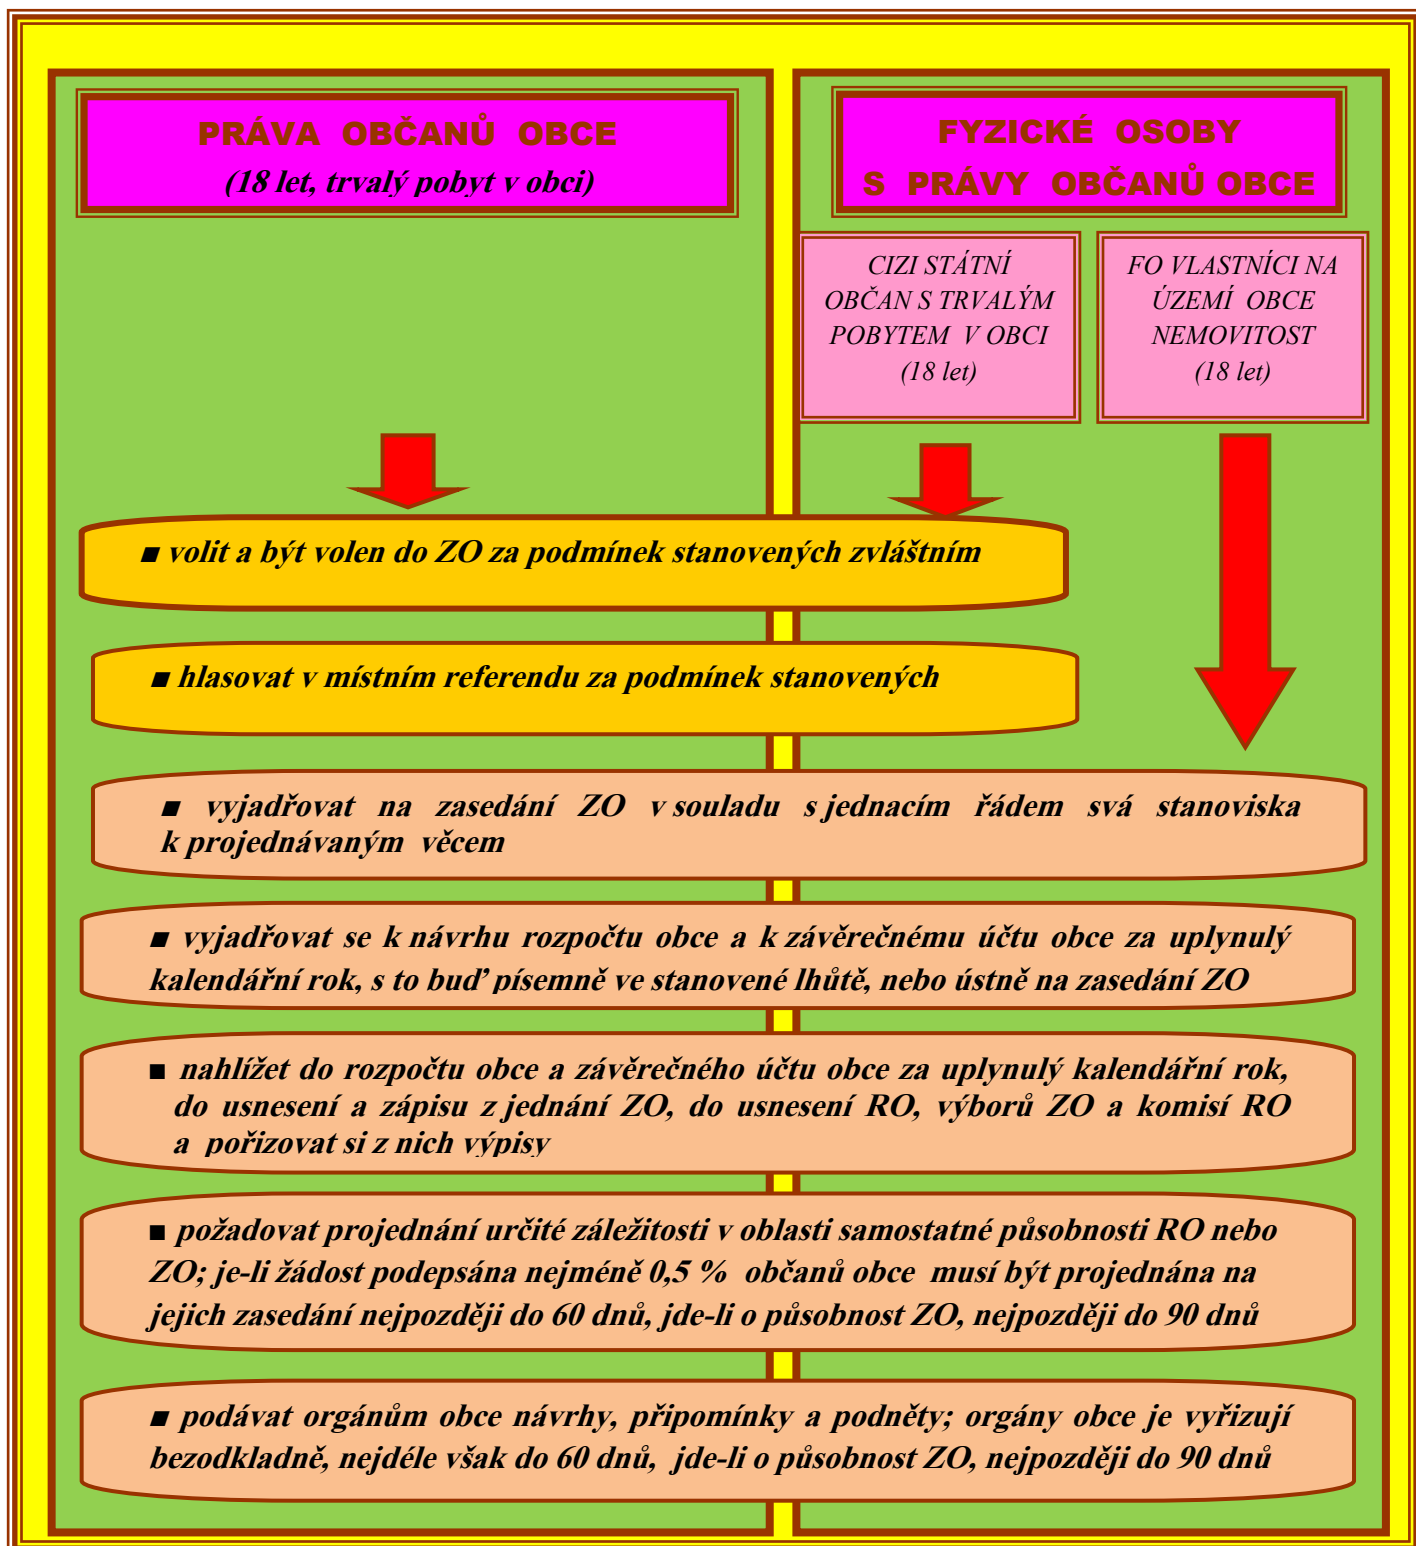 PRÁVA OBČANŮ OBCE
(18 let, trvalý pobyt v obci)
FYZICKÉ OSOBY
S PRÁVY OBČANŮ OBCE
CIZI STÁTNÍ
OBČAN S TRVALÝM
POBYTEM V OBCI
(18 let)
FO VLASTNÍCI NA
ÚZEMÍ OBCE
NEMOVITOST
(18 let)
■ volit a být volen do ZO za podmínek stanovených zvláštním
■ hlasovat v místním referendu za podmínek stanovených
■ vyjadřovat na zasedání ZO v souladu s jednacím řádem svá stanoviska
k projednávaným věcem
■ vyjadřovat se k návrhu rozpočtu obce a k závěrečnému účtu obce za uplynulý
kalendářní rok, s to buď písemně ve stanovené lhůtě, nebo ústně na zasedání ZO
■ nahlížet do rozpočtu obce a závěrečného účtu obce za uplynulý kalendářní rok,
do usnesení a zápisu z jednání ZO, do usnesení RO, výborů ZO a komisí RO
a pořizovat si z nich výpisy
■ požadovat projednání určité záležitosti v oblasti samostatné působnosti RO nebo
ZO; je-li žádost podepsána nejméně 0,5 % občanů obce musí být projednána na
jejich zasedání nejpozději do 60 dnů, jde-li o působnost ZO, nejpozději do 90 dnů
■ podávat orgánům obce návrhy, připomínky a podněty; orgány obce je vyřizují
bezodkladně, nejdéle však do 60 dnů, jde-li o působnost ZO, nejpozději do 90 dnů